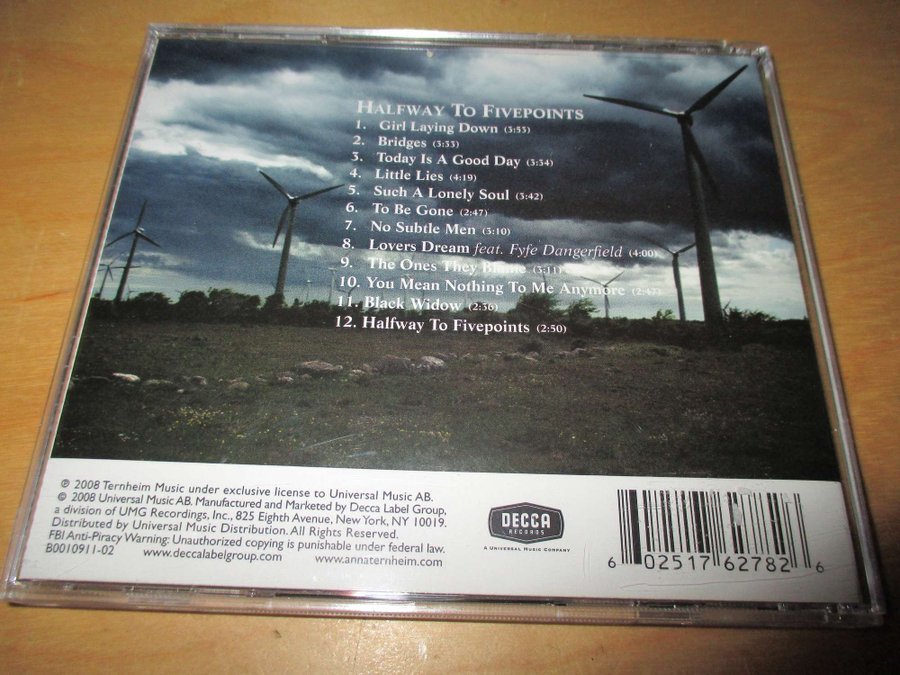 HALFWAY TO FIVEPOINTS
1. Girl Laying Down (3:53)
2. Bridges (3:33)
3. Today Is A Good Day (3:34)
4. Little Lies (4:19)
5. Such A Lonely Soul (3:42)
6. To Be Gone (2:47)
7. No Subtle Men (3:10)
8. Lovers Dream feat. Fyfe Dangerfield (4:00)
9. The Ones They Blame (3:11)
10. You Mean Nothing To Me Anymore (2:47)
11. Black Widow (2:36)
12. Halfway To Fivepoints (2:50)
℗ 2008 Ternheim Music under exclusive license to Universal Music AB.
© 2008 Universal Music AB. Manufactured and Marketed by Decca Label Group,
a division of UMG Recordings, Inc., 825 Eighth Avenue, New York, NY 10019.
Distributed by Universal Music Distribution. All Rights Reserved.
FBI Anti-Piracy Warning: Unauthorized copying is punishable under federal law.
B0010911-02 www.deccalabelgroup.com www.annaternheim.com
DECCA
RECORDS
A UNIVERSAL MUSIC COMPANY
6 02517 62782 6